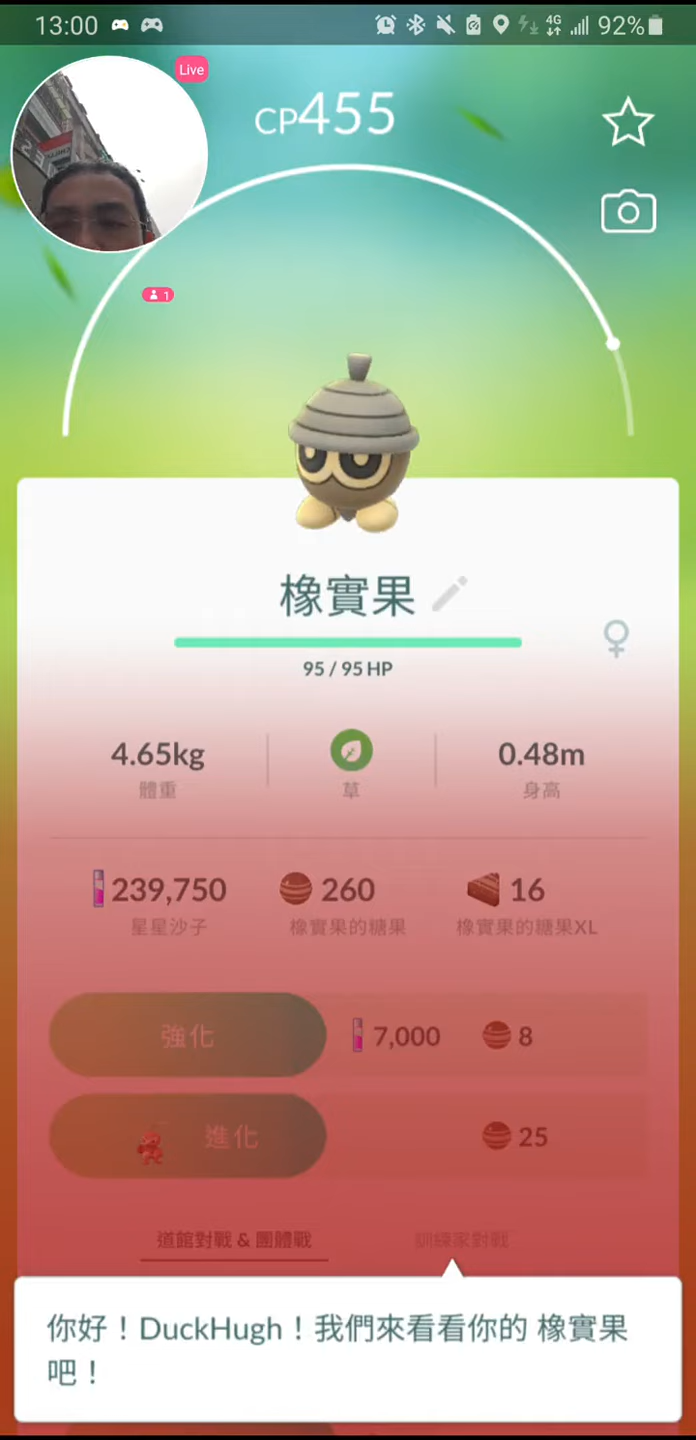 13:00
4G
92%
Live
CP455
1
橡實果
95 / 95 HP
4.65kg
0.48m
體重
草
身高
239,750
260
16
星星沙子
橡實果的糖果
橡實果的糖果XL
強化
7,000
8
進化
25
道館對戰 & 團體戰
訓練家對戰
你好！DuckHugh！我們來看看你的 橡實果
吧！